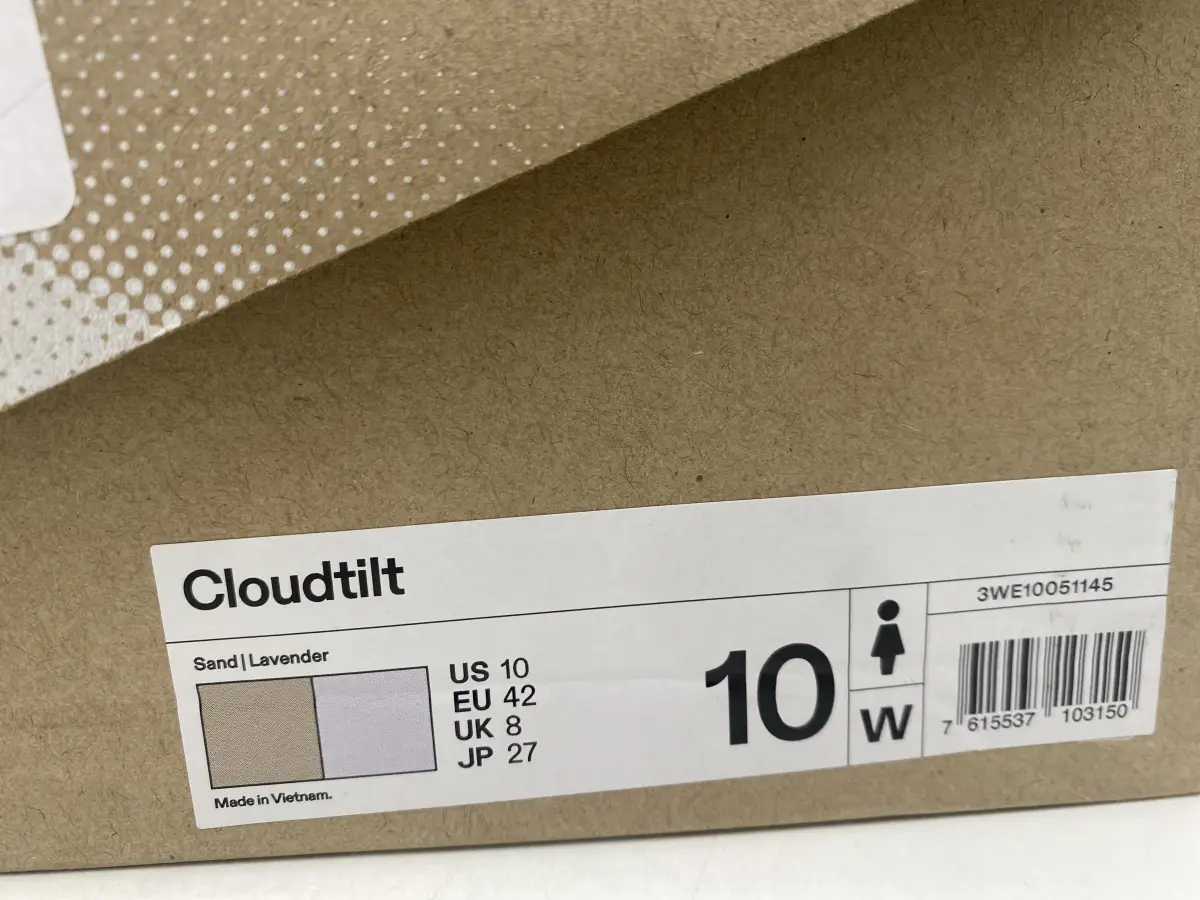 Cloudtilt
Sand|Lavender
US 10
EU 42
UK 8
JP 27
Made in Vietnam.
10
W
3WE10051145
7 615537 103150